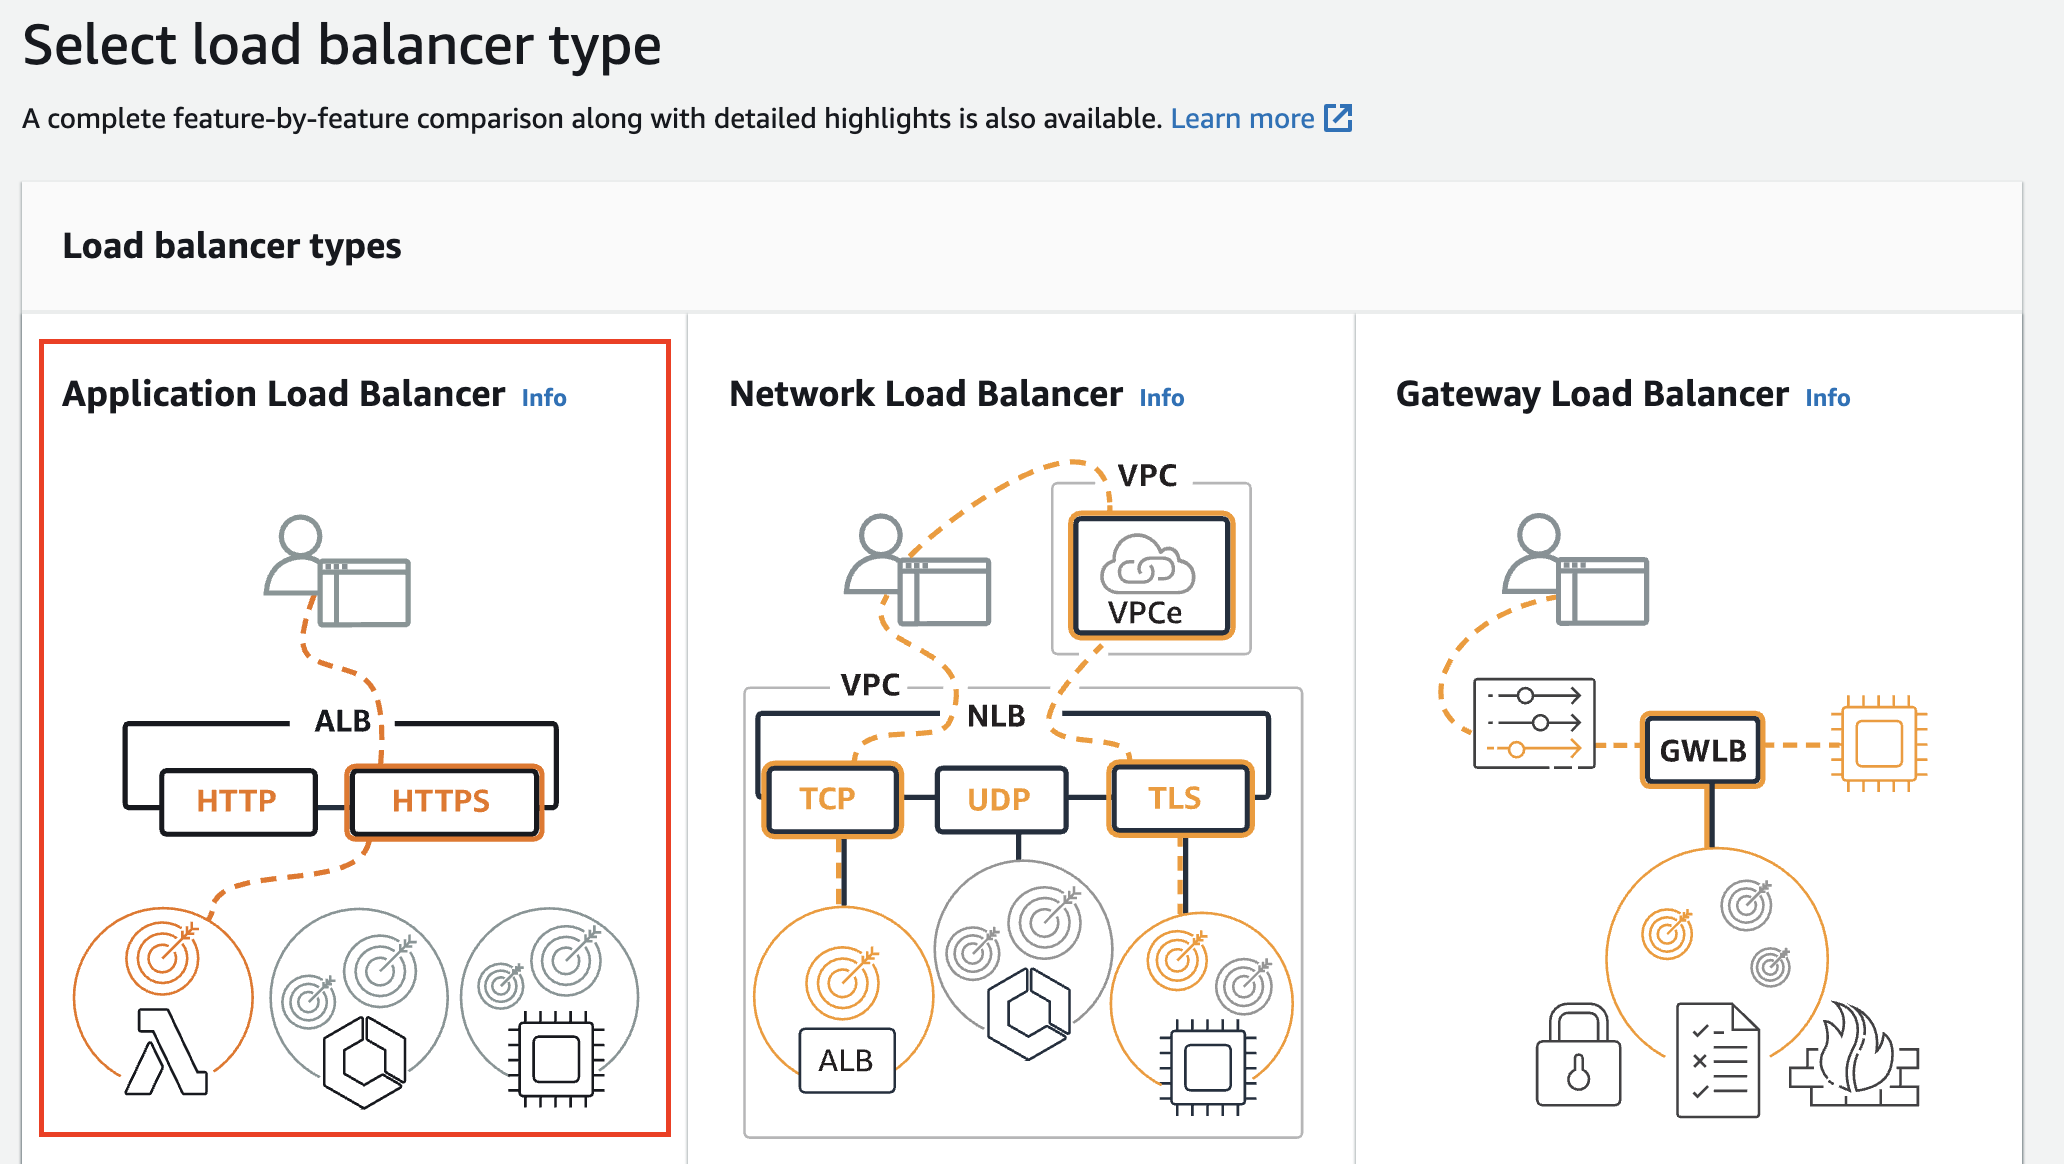 Select load balancer type
A complete feature-by-feature comparison along with detailed highlights is also available. Learn more
Load balancer types
Application Load Balancer Info
ALB
HTTP
HTTPS
Network Load Balancer Info
VPC
VPCe
VPC
NLB
TCP
UDP
TLS
ALB
Gateway Load Balancer Info
GWLB